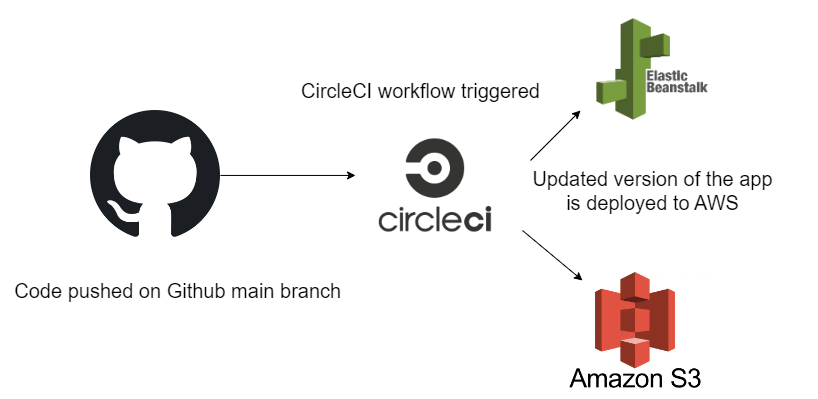 CircleCI workflow triggered
Elastic
Beanstalk
circleci
Updated version of the app
is deployed to AWS
Code pushed on Github main branch
Amazon S3